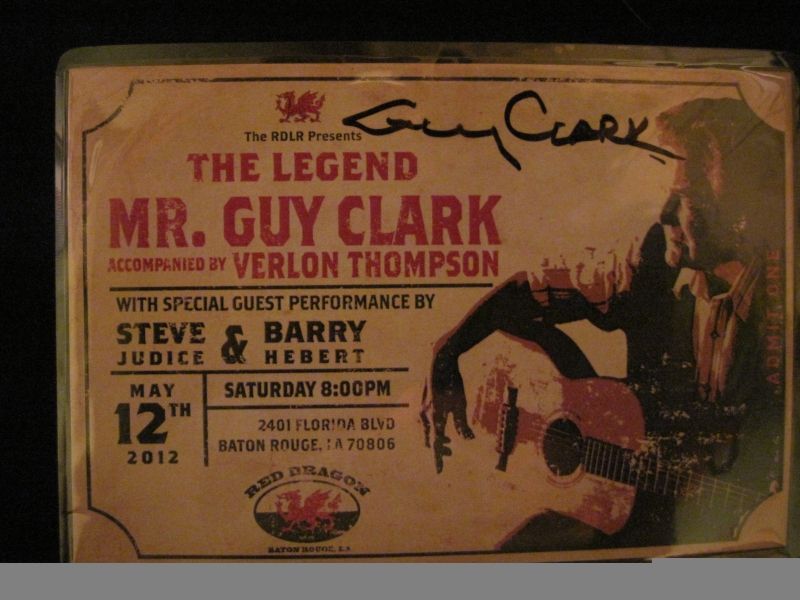 The RDLR Presents
Guy Clark
THE LEGEND
MR. GUY CLARK
ACCOMPANIED BY VERLON THOMPSON
WITH SPECIAL GUEST PERFORMANCE BY
STEVE JUDICE & BARRY HEBERT
MAY 12TH 2012
SATURDAY 8:00PM
2401 FLORIDA BLVD
BATON ROUGE, LA 70806
RED DRAGON
BATON ROUGE, LA
ADMIT ONE